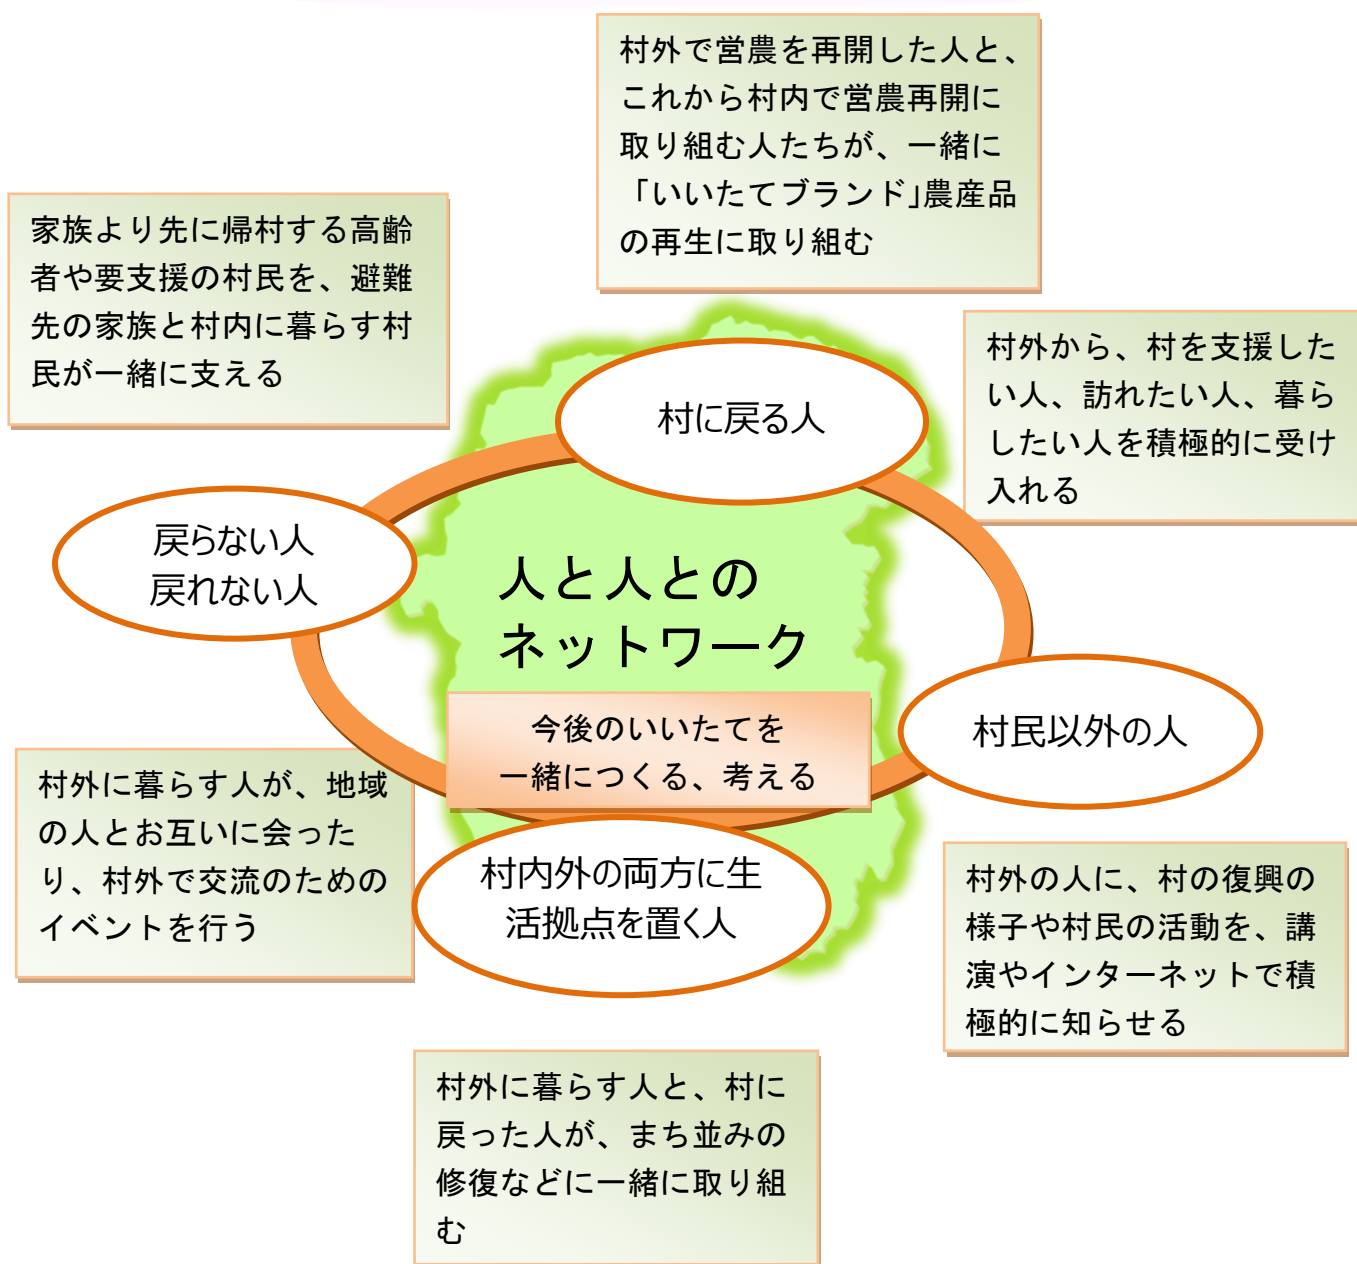 村外で営農を再開した人と、
これから村内で営農再開に
取り組む人たちが、一緒に
「いいたてブランド」農産品
の再生に取り組む
家族より先に帰村する高齢
者や要支援の村民を、避難
先の家族と村内に暮らす村
民が一緒に支える
村外から、村を支援した
い人、訪れたい人、暮ら
したい人を積極的に受け
入れる
村に戻る人
戻らない人
戻れない人
人と人との
ネットワーク
今後のいいたてを
一緒につくる、考える
村民以外の人
村外に暮らす人が、地域
の人とお互いに会った
り、村外で交流のための
イベントを行う
村内外の両方に生
活拠点を置く人
村外の人に、村の復興の
様子や村民の活動を、講
演やインターネットで積
極的に知らせる
村外に暮らす人と、村に
戻った人が、まち並みの
修復などに一緒に取り組
む